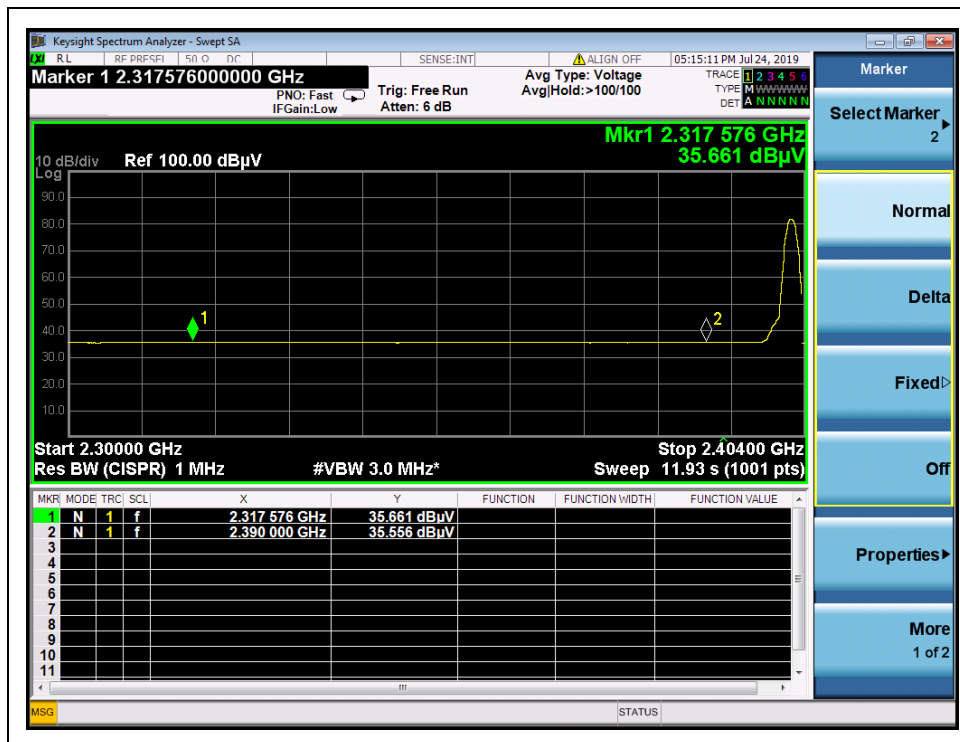 Keysight Spectrum Analyzer - Swept SA
LXI RL RF PRESEL 50 Ω DC SENSE:INT ALIGN OFF 05:15:11 PM Jul 24, 2019
Marker 1 2.317576000000 GHz
PNO: Fast
IFGain:Low
Trig: Free Run
Atten: 6 dB
Avg Type: Voltage
Avg|Hold:>100/100
TRACE 1 2 3 4 5 6
TYPE M WWWWW
DET A N N N N N
Mkr1 2.317 576 GHz
35.661 dBµV
10 dB/div Ref 100.00 dBµV
Log
90.0
80.0
70.0
60.0
50.0
40.0
30.0
20.0
10.0
1
2
Start 2.30000 GHz Stop 2.40400 GHz
Res BW (CISPR) 1 MHz #VBW 3.0 MHz* Sweep 11.93 s (1001 pts)
MKR MODE TRC SCL X Y FUNCTION FUNCTION WIDTH FUNCTION VALUE
1 N 1 f 2.317 576 GHz 35.661 dBµV
2 N 1 f 2.390 000 GHz 35.556 dBµV
3
4
5
6
7
8
9
10
11
MSG STATUS
Marker
Select Marker
2
Normal
Delta
Fixed
Off
Properties
More
1 of 2